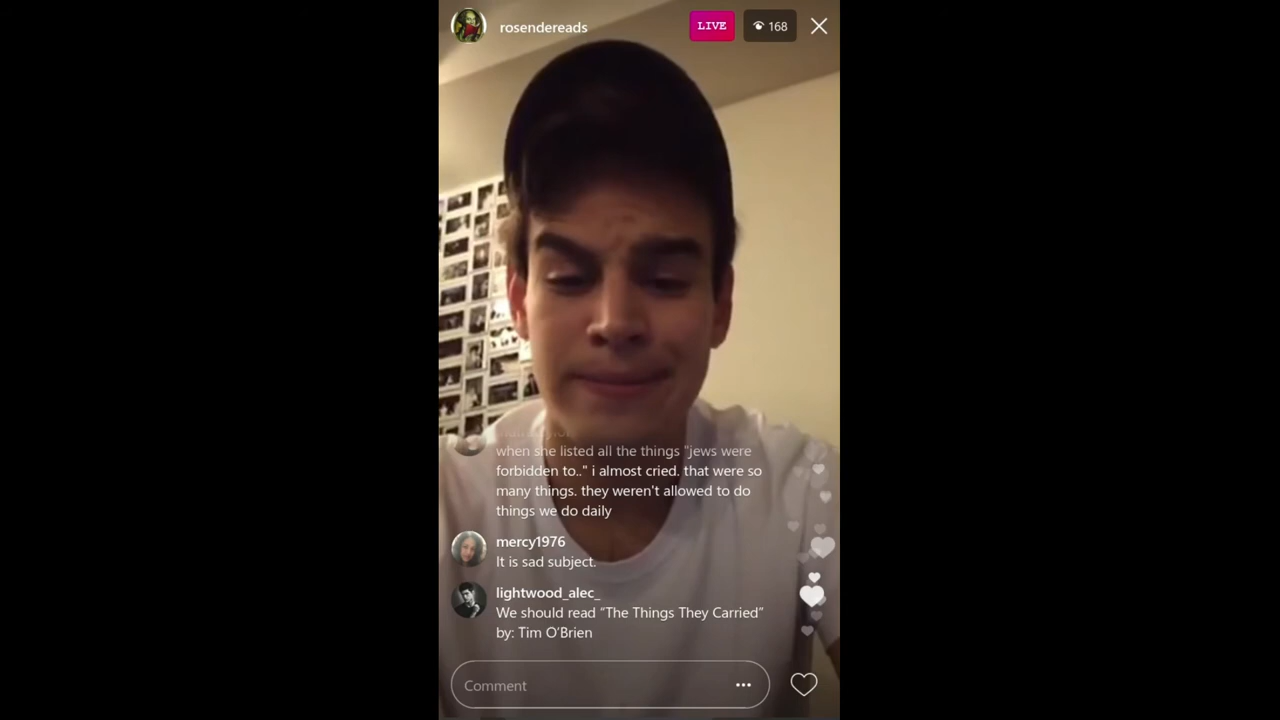 rosendereads
LIVE
168
when she listed all the things "jews were
forbidden to.." i almost cried. that were so
many things. they weren't allowed to do
things we do daily
mercy1976
It is sad subject.
lightwood_alec_
We should read “The Things They Carried”
by: Tim O’Brien
Comment